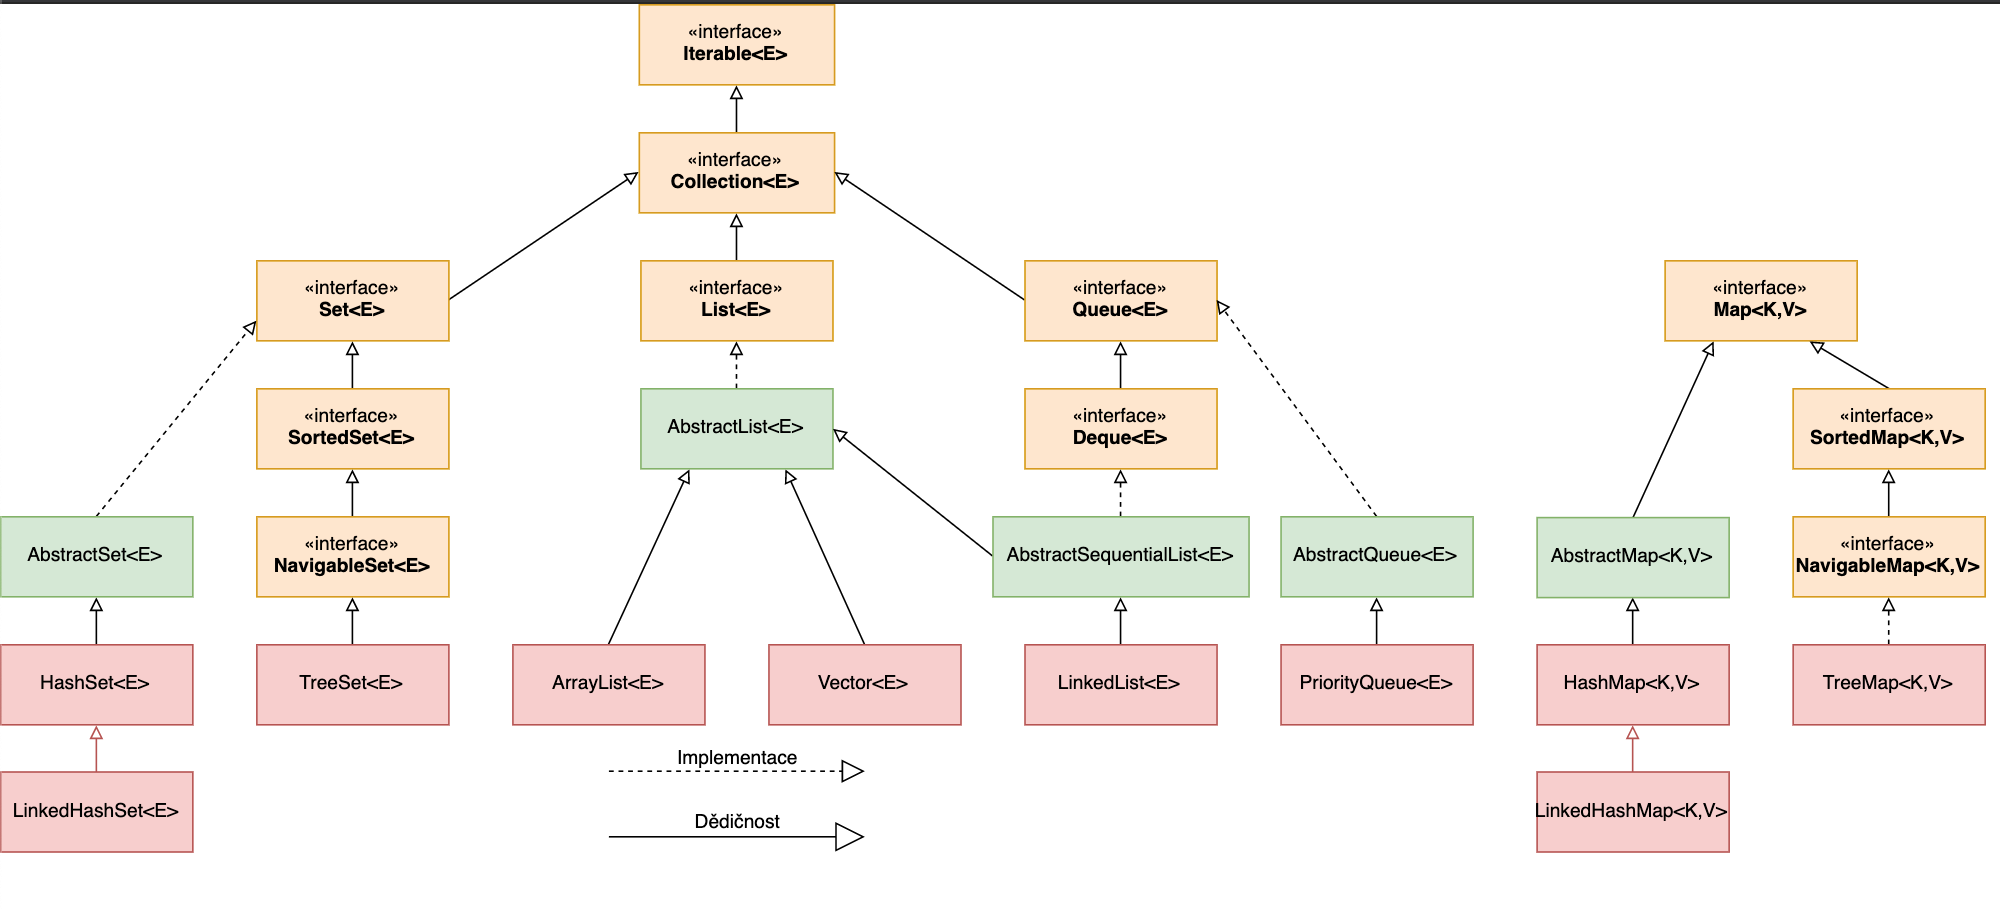 «interface»
Iterable<E>
«interface»
Collection<E>
«interface»
Set<E>
«interface»
List<E>
«interface»
Queue<E>
«interface»
Map<K,V>
«interface»
SortedSet<E>
AbstractList<E>
«interface»
Deque<E>
«interface»
SortedMap<K,V>
AbstractSet<E>
«interface»
NavigableSet<E>
AbstractSequentialList<E>
AbstractQueue<E>
AbstractMap<K,V>
«interface»
NavigableMap<K,V>
HashSet<E>
TreeSet<E>
ArrayList<E>
Vector<E>
LinkedList<E>
PriorityQueue<E>
HashMap<K,V>
TreeMap<K,V>
Implementace
LinkedHashSet<E>
Dědičnost
LinkedHashMap<K,V>